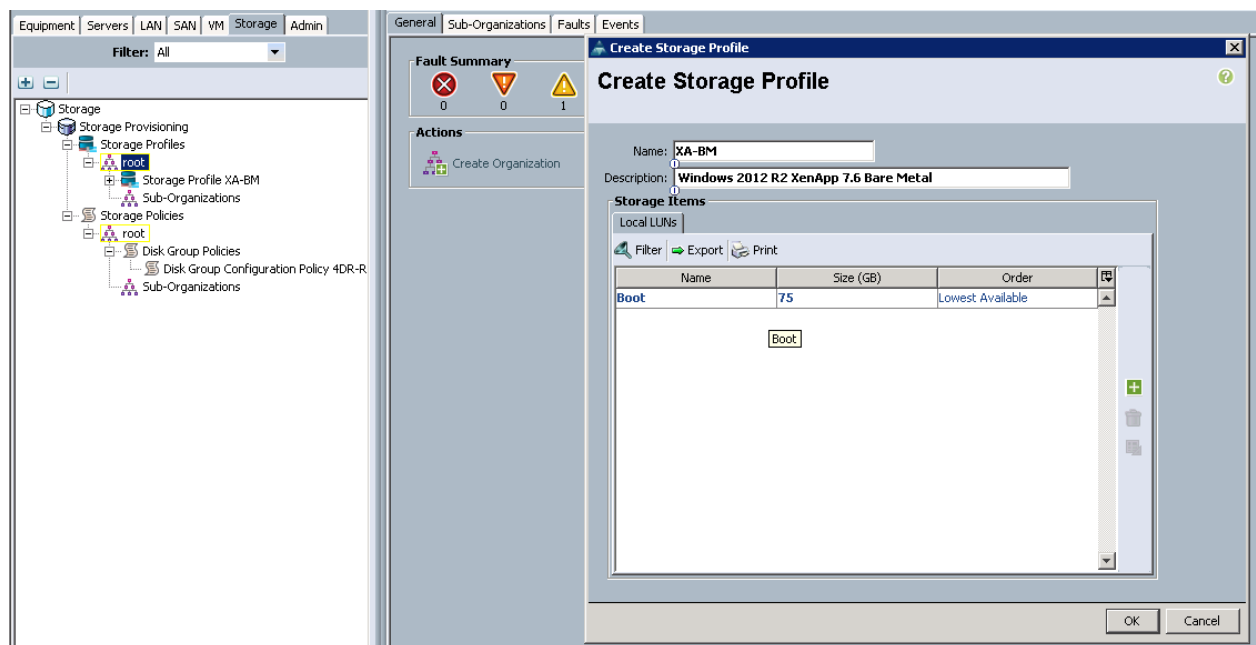 Equipment Servers LAN SAN VM Storage Admin
Filter: All
Storage
Storage Provisioning
Storage Profiles
root
Storage Profile XA-BM
Sub-Organizations
Storage Policies
root
Disk Group Policies
Disk Group Configuration Policy 4DR-R
Sub-Organizations
General Sub-Organizations Faults Events
Fault Summary
0 0 1
Actions
Create Organization
Create Storage Profile
Create Storage Profile
Name: XA-BM
Description: Windows 2012 R2 XenApp 7.6 Bare Metal
Storage Items
Local LUNs
Filter Export Print
Name Size (GB) Order
Boot 75 Lowest Available
Boot
OK Cancel